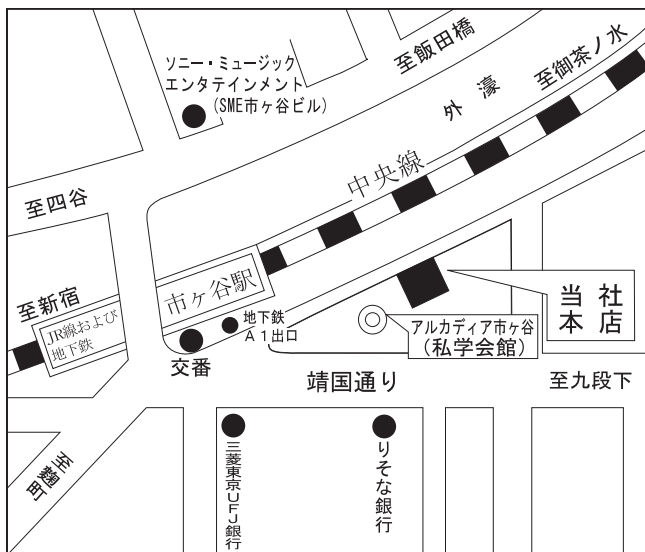 ソニー・ミュージック
エンタテインメント
(SME市ヶ谷ビル)
至飯田橋
外濠
至御茶ノ水
中央線
至四谷
至新宿
市ヶ谷駅
JR線および
地下鉄
地下鉄
A1出口
交番
当社
本店
アルカディア市ヶ谷
(私学会館)
靖国通り
至九段下
至麹町
三菱東京UFJ銀行
りそな銀行